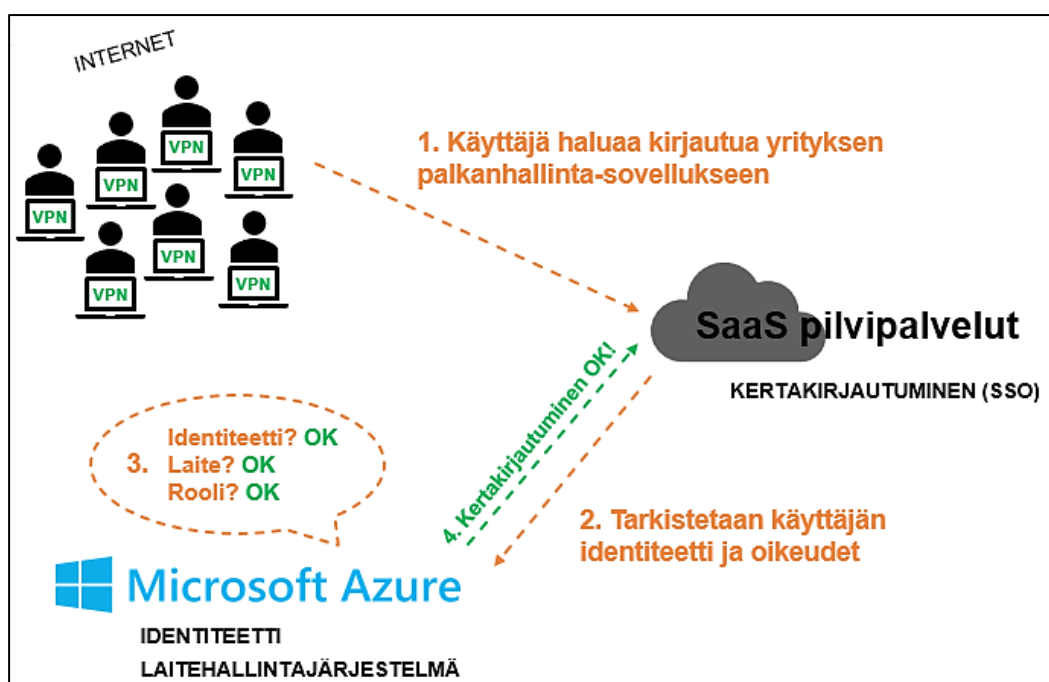 INTERNET
VPN
VPN
VPN
VPN
VPN
VPN
VPN
1. Käyttäjä haluaa kirjautua yrityksen
palkanhallinta-sovellukseen
SaaS pilvipalvelut
KERTAKIRJAUTUMINEN (SSO)
4. Kertakirjautuminen OK!
3.
Identiteetti? OK
Laite? OK
Rooli? OK
2. Tarkistetaan käyttäjän
identiteetti ja oikeudet
Microsoft Azure
IDENTITEETTI
LAITEHALLINTAJÄRJESTELMÄ